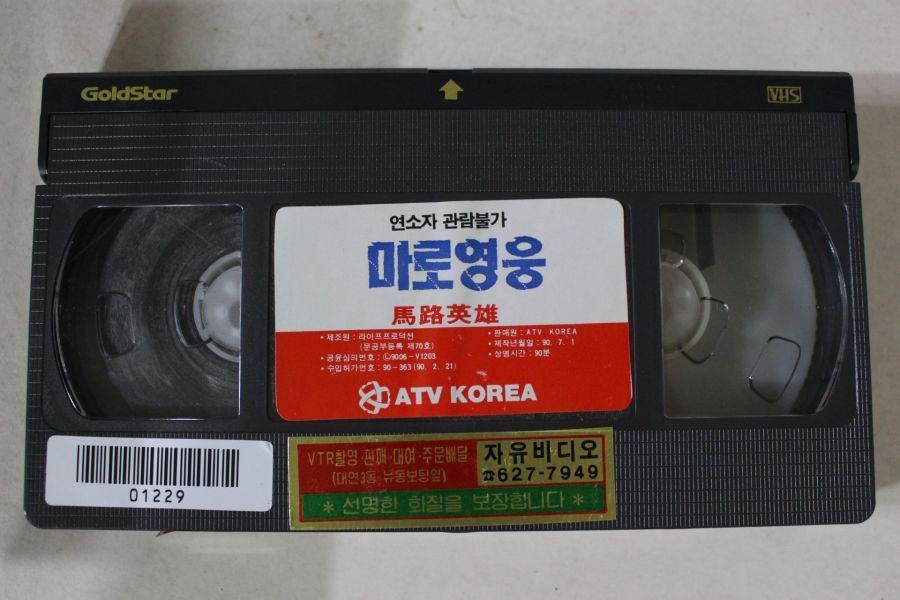 GoldStar
VHS
연소자 관람불가
마로영웅
馬路英雄
• 제조원 : 라이프프로덕션
(문공부등록 제70호)
• 공윤심의번호 : Ⓛ9006-V1203
• 수입허가번호 : 90-363 (90. 2. 21)
• 판매원 : ATV KOREA
• 제작년월일 : 90. 7. 1
• 상영시간 : 90분
ATV KOREA
01229
VTR촬영·판매·대여·주문배달
(대연3동 뉴동보탕옆)
자유비디오
☎627-7949
* 선명한 화질을 보장합니다 *